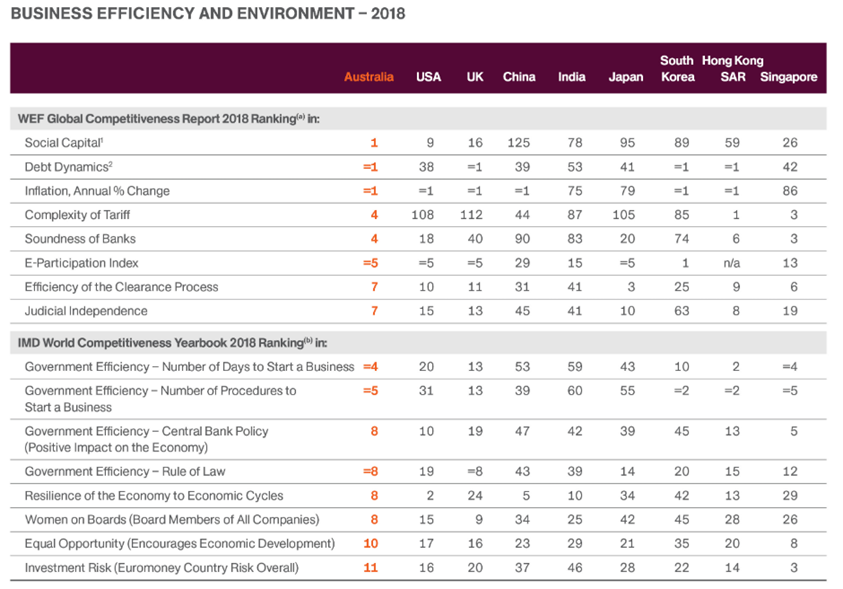 BUSINESS EFFICIENCY AND ENVIRONMENT – 2018
South Hong Kong
Australia USA UK China India Japan Korea SAR Singapore
WEF Global Competitiveness Report 2018 Ranking(a) in:
Social Capital¹ 1 9 16 125 78 95 89 59 26
Debt Dynamics² =1 38 =1 39 53 41 =1 =1 42
Inflation, Annual % Change =1 =1 =1 =1 75 79 =1 =1 86
Complexity of Tariff 4 108 112 44 87 105 85 1 3
Soundness of Banks 4 18 40 90 83 20 74 6 3
E-Participation Index =5 =5 =5 29 15 =5 1 n/a 13
Efficiency of the Clearance Process 7 10 11 31 41 3 25 9 6
Judicial Independence 7 15 13 45 41 10 63 8 19
IMD World Competitiveness Yearbook 2018 Ranking(b) in:
Government Efficiency – Number of Days to Start a Business =4 20 13 53 59 43 10 2 =4
Government Efficiency – Number of Procedures to =5 31 13 39 60 55 =2 =2 =5
Start a Business
Government Efficiency – Central Bank Policy 8 10 19 47 42 39 45 13 5
(Positive Impact on the Economy)
Government Efficiency – Rule of Law =8 19 =8 43 39 14 20 15 12
Resilience of the Economy to Economic Cycles 8 2 24 5 10 34 42 13 29
Women on Boards (Board Members of All Companies) 8 15 9 34 25 42 45 28 26
Equal Opportunity (Encourages Economic Development) 10 17 16 23 29 21 35 20 8
Investment Risk (Euromoney Country Risk Overall) 11 16 20 37 46 28 22 14 3